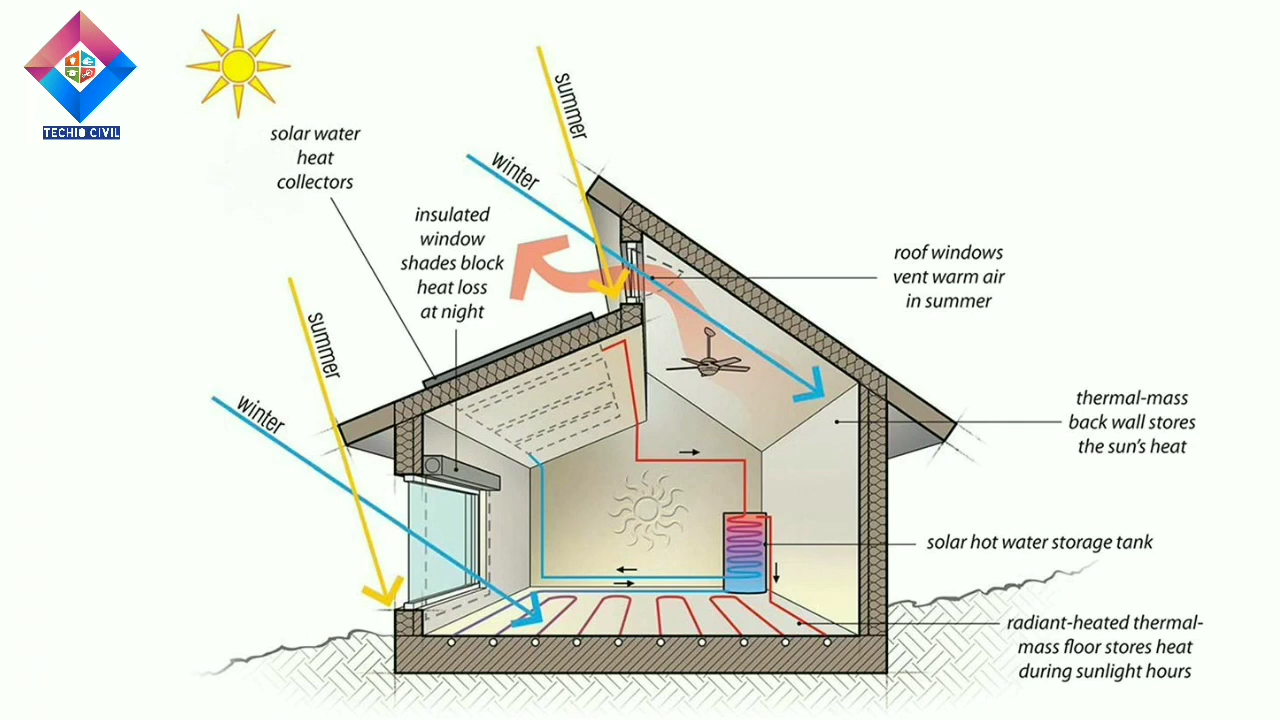 TECHIO CIVIL
solar water
heat
collectors
summer
winter
insulated
window
shades block
heat loss
at night
roof windows
vent warm air
in summer
summer
winter
thermal-mass
back wall stores
the sun's heat
solar hot water storage tank
radiant-heated thermal-
mass floor stores heat
during sunlight hours